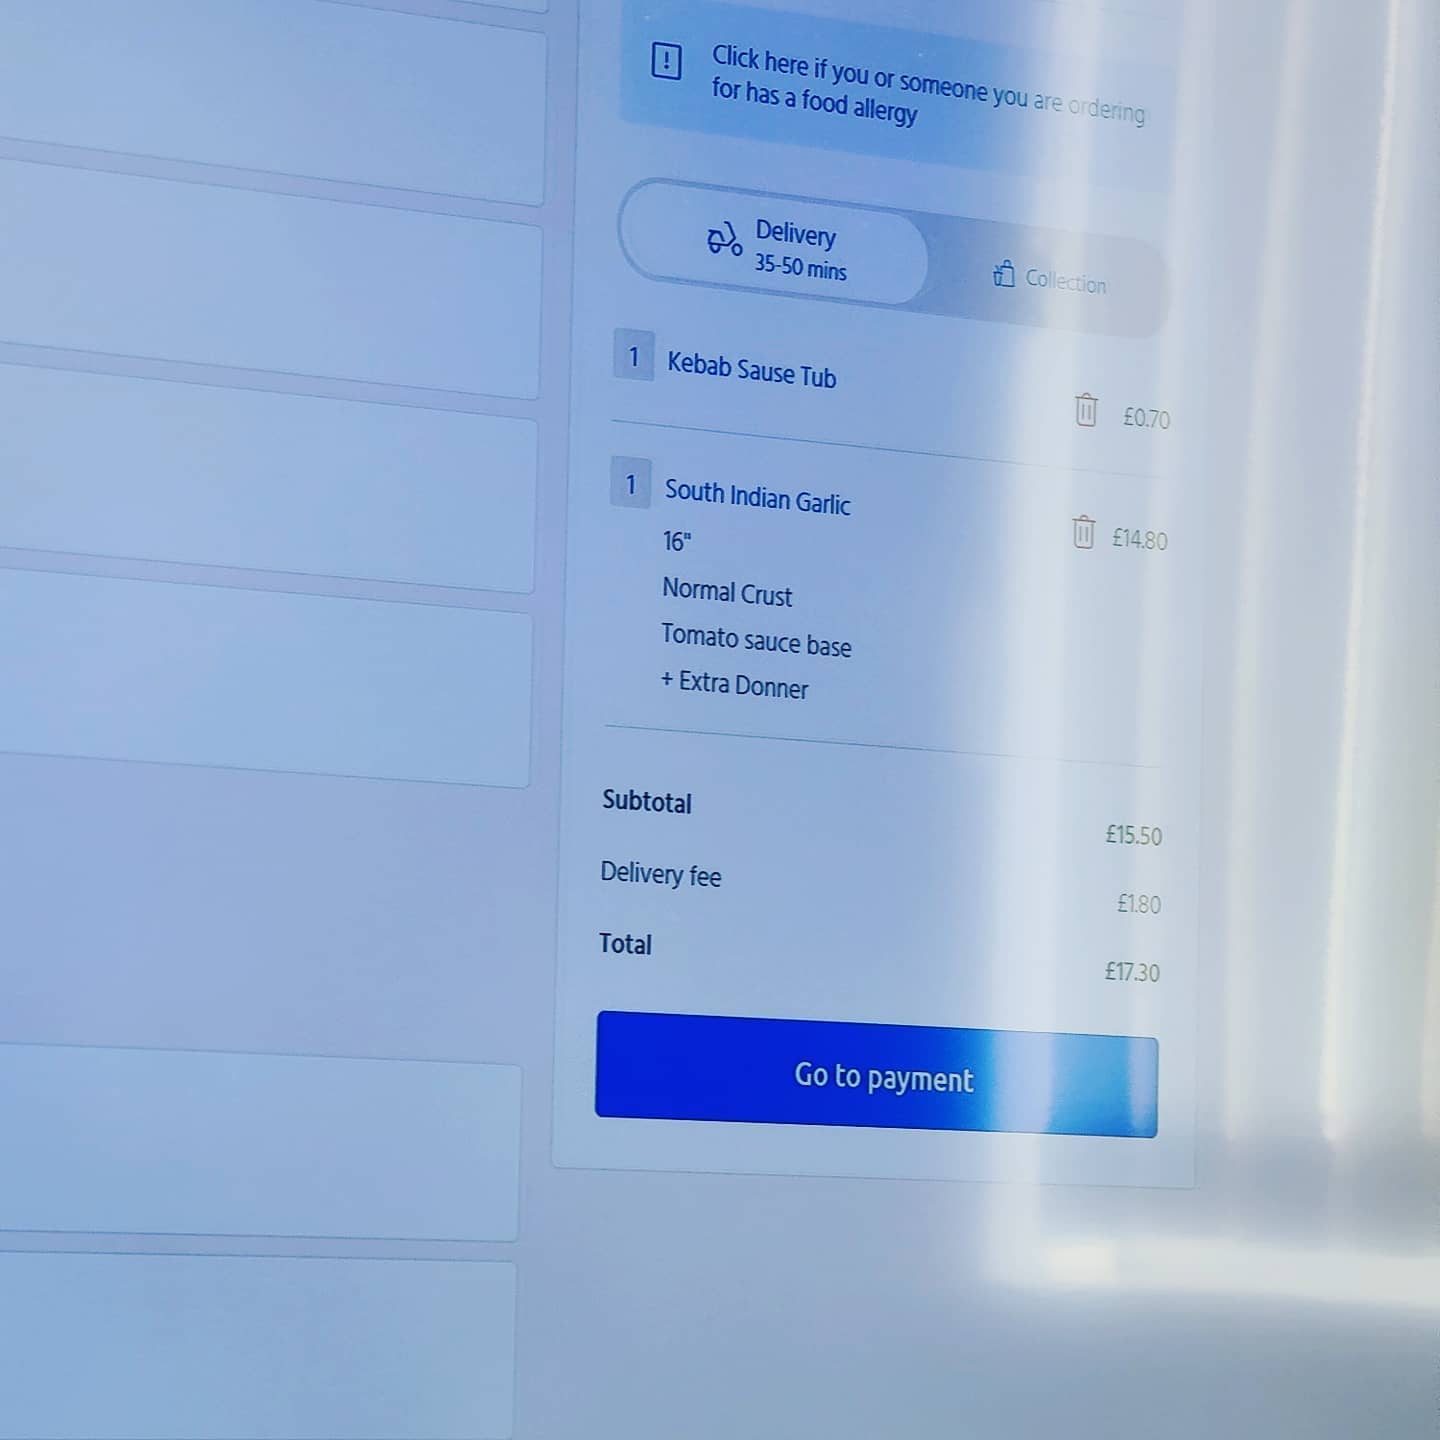 Click here if you or someone you are ordering
for has a food allergy
Delivery
35-50 mins
Collection
1 Kebab Sause Tub
£0.70
1 South Indian Garlic
£14.80
16"
Normal Crust
Tomato sauce base
+ Extra Donner
Subtotal
£15.50
Delivery fee
£1.80
Total
£17.30
Go to payment